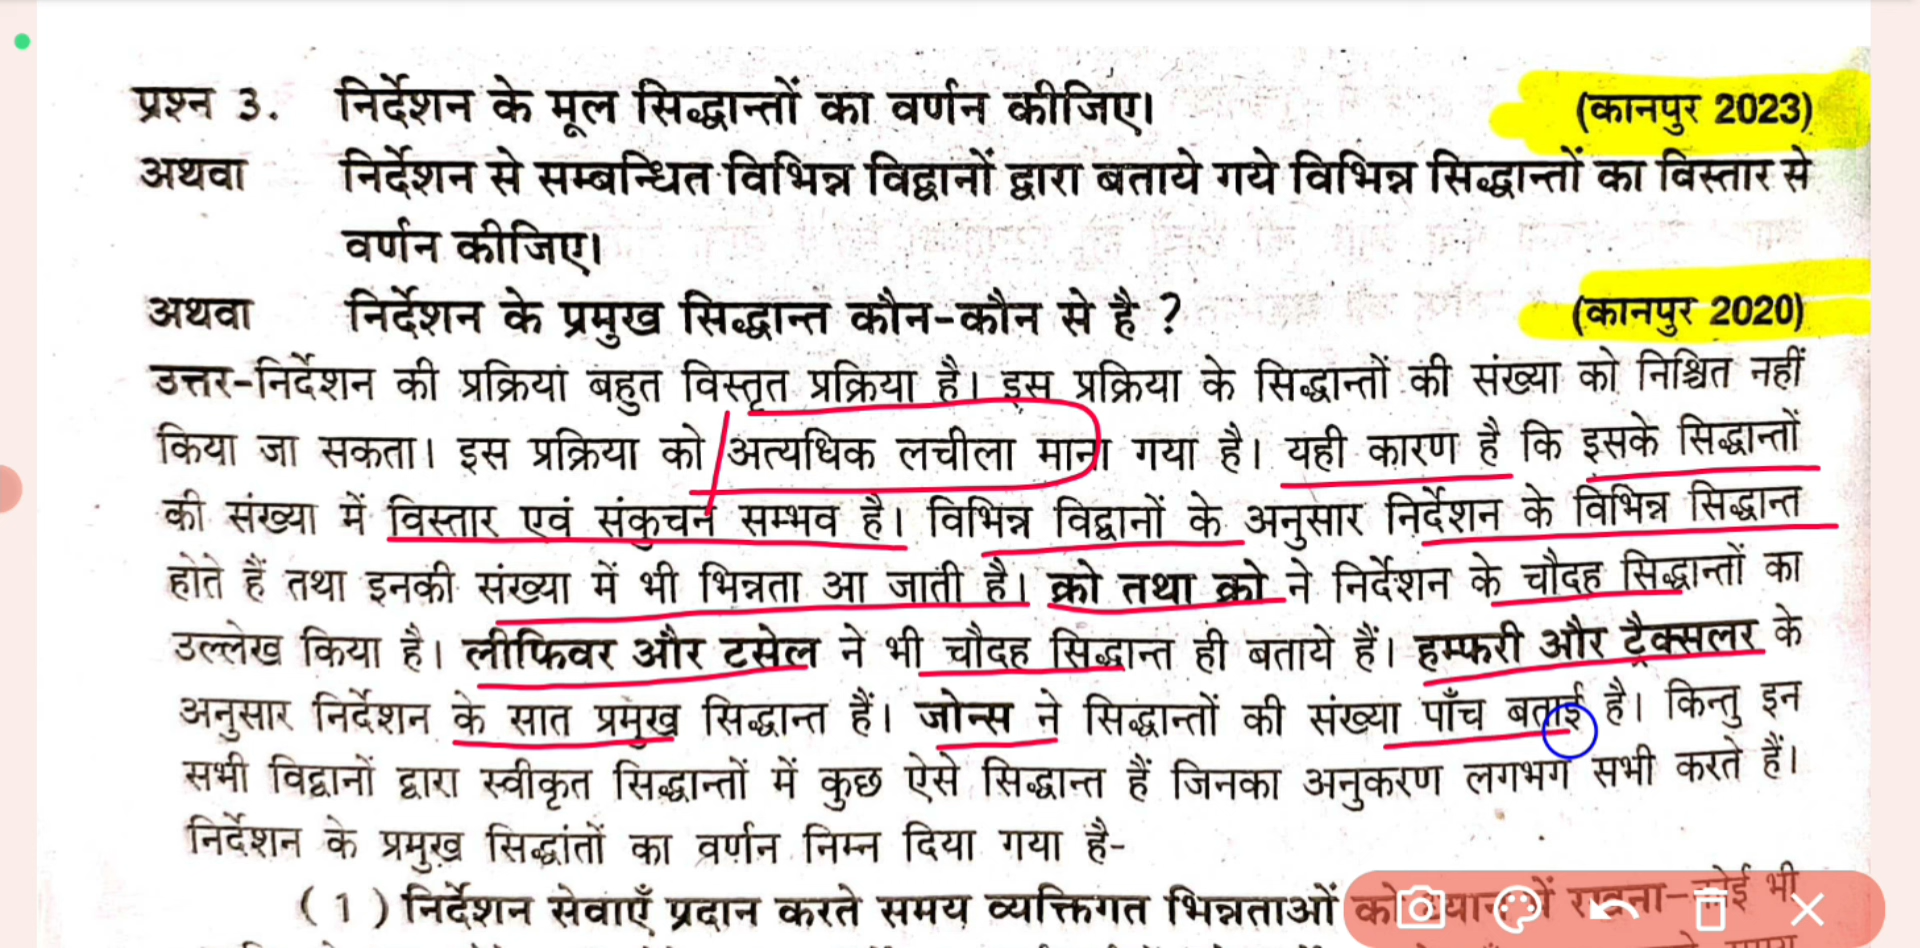 प्रश्न 3. निर्देशन के मूल सिद्धान्तों का वर्णन कीजिए। (कानपुर 2023)
अथवा निर्देशन से सम्बन्धित विभिन्न विद्वानों द्वारा बताये गये विभिन्न सिद्धान्तों का विस्तार से
वर्णन कीजिए।
अथवा निर्देशन के प्रमुख सिद्धान्त कौन-कौन से है ? (कानपुर 2020)
उत्तर-निर्देशन की प्रक्रिया बहुत विस्तृत प्रक्रिया है। इस प्रक्रिया के सिद्धान्तों की संख्या को निश्चित नहीं
किया जा सकता। इस प्रक्रिया को अत्यधिक लचीला माना गया है। यही कारण है कि इसके सिद्धान्तों
की संख्या में विस्तार एवं संकुचन सम्भव है। विभिन्न विद्वानों के अनुसार निर्देशन के विभिन्न सिद्धान्त
होते हैं तथा इनकी संख्या में भी भिन्नता आ जाती है। क्रो तथा क्रो ने निर्देशन के चौदह सिद्धान्तों का
उल्लेख किया है। लीफिवर और टसेल ने भी चौदह सिद्धान्त ही बताये हैं। हम्फरी और ट्रैक्सलर के
अनुसार निर्देशन के सात प्रमुख सिद्धान्त हैं। जोन्स ने सिद्धान्तों की संख्या पाँच बताई है। किन्तु इन
सभी विद्वानों द्वारा स्वीकृत सिद्धान्तों में कुछ ऐसे सिद्धान्त हैं जिनका अनुकरण लगभग सभी करते हैं।
निर्देशन के प्रमुख सिद्धांतों का वर्णन निम्न दिया गया है-
(1) निर्देशन सेवाएँ प्रदान करते समय व्यक्तिगत भिन्नताओं को ध्यान में रखना-कोई भी